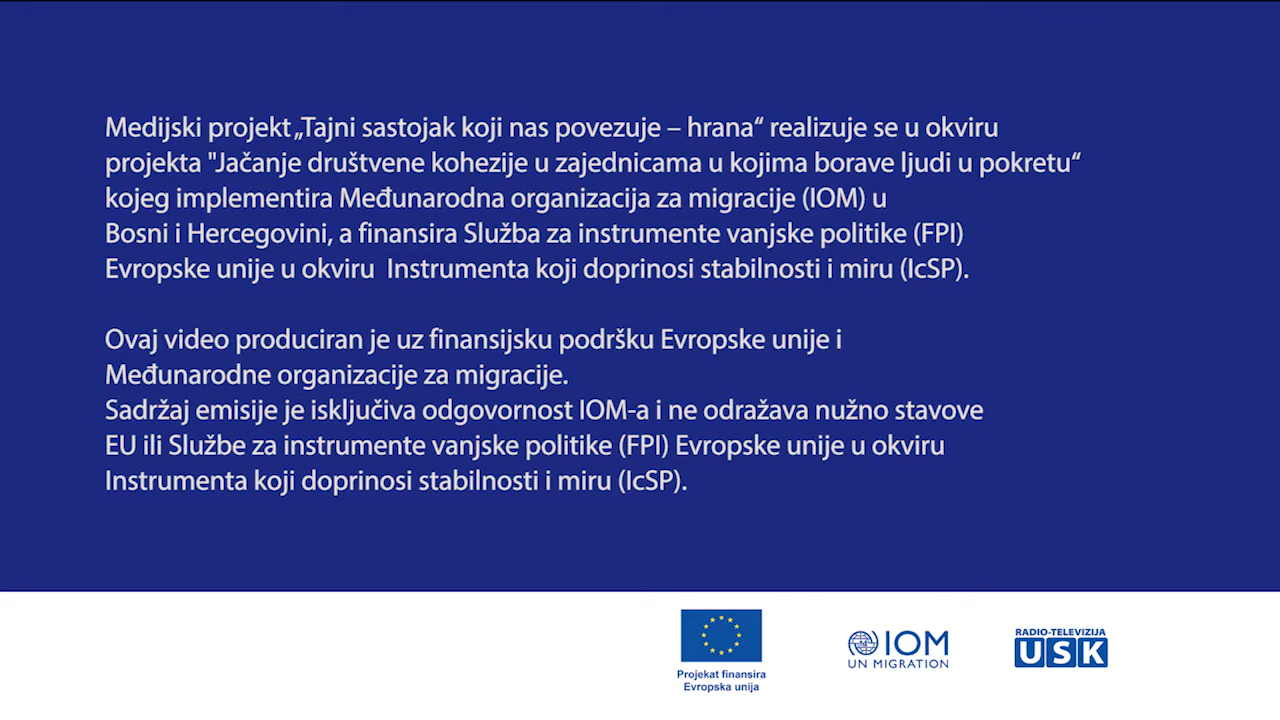 Medijski projekt „Tajni sastojak koji nas povezuje – hrana“ realizuje se u okviru
projekta "Jačanje društvene kohezije u zajednicama u kojima borave ljudi u pokretu“
kojeg implementira Međunarodna organizacija za migracije (IOM) u
Bosni i Hercegovini, a finansira Služba za instrumente vanjske politike (FPI)
Evropske unije u okviru  Instrumenta koji doprinosi stabilnosti i miru (IcSP).
Ovaj video produciran je uz finansijsku podršku Evropske unije i
Međunarodne organizacije za migracije.
Sadržaj emisije je isključiva odgovornost IOM-a i ne odražava nužno stavove
EU ili Službe za instrumente vanjske politike (FPI) Evropske unije u okviru
Instrumenta koji doprinosi stabilnosti i miru (IcSP).
Projekat finansira
Evropska unija
IOM
UN MIGRATION
RADIO-TELEVIZIJA
USK